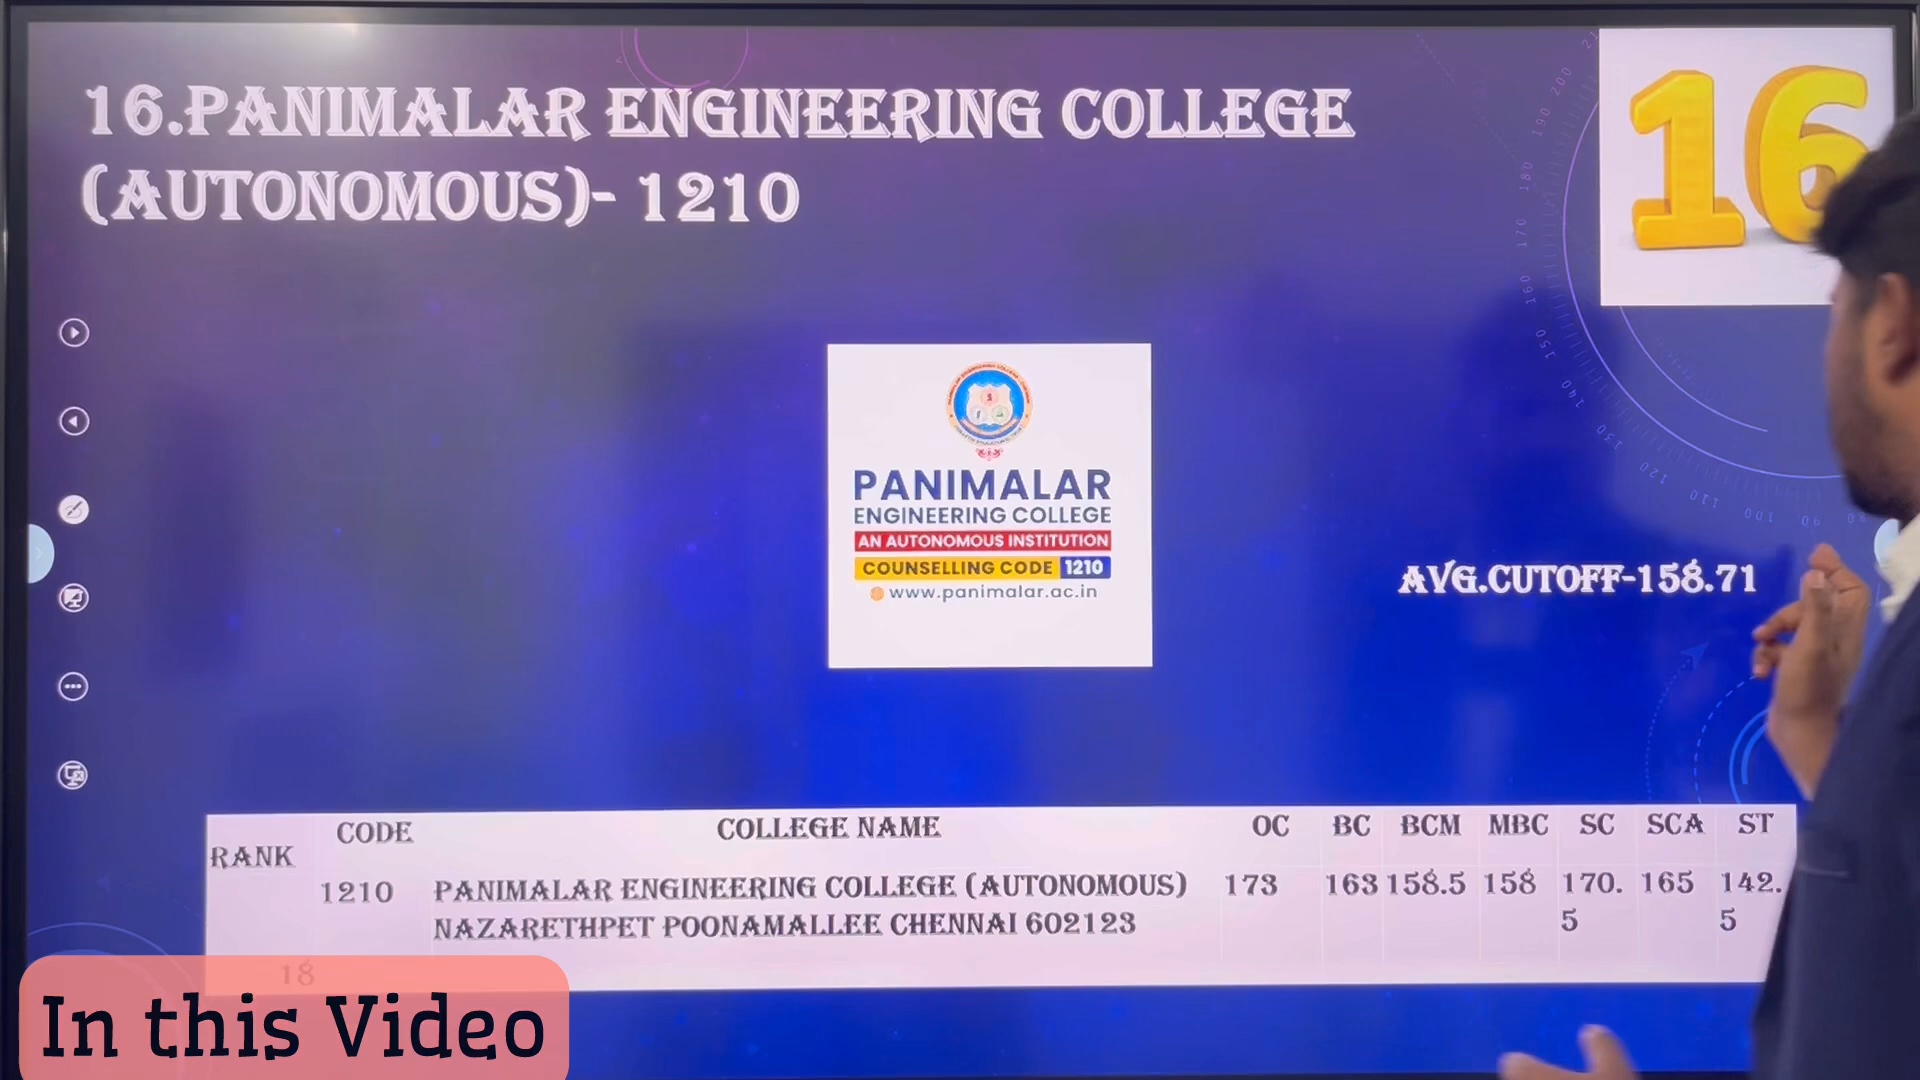 16.PANIMALAR ENGINEERING COLLEGE
(AUTONOMOUS)- 1210
16
PANIMALAR
ENGINEERING COLLEGE
AN AUTONOMOUS INSTITUTION
COUNSELLING CODE 1210
www.panimalar.ac.in
AVG.CUTOFF-158.71
RANK CODE COLLEGE NAME OC BC BCM MBC SC SCA ST
1210 PANIMALAR ENGINEERING COLLEGE (AUTONOMOUS) 173 163 158.5 158 170. 165 142.
NAZARETHPET POONAMALLEE CHENNAI 602123 5 5
18
In this Video